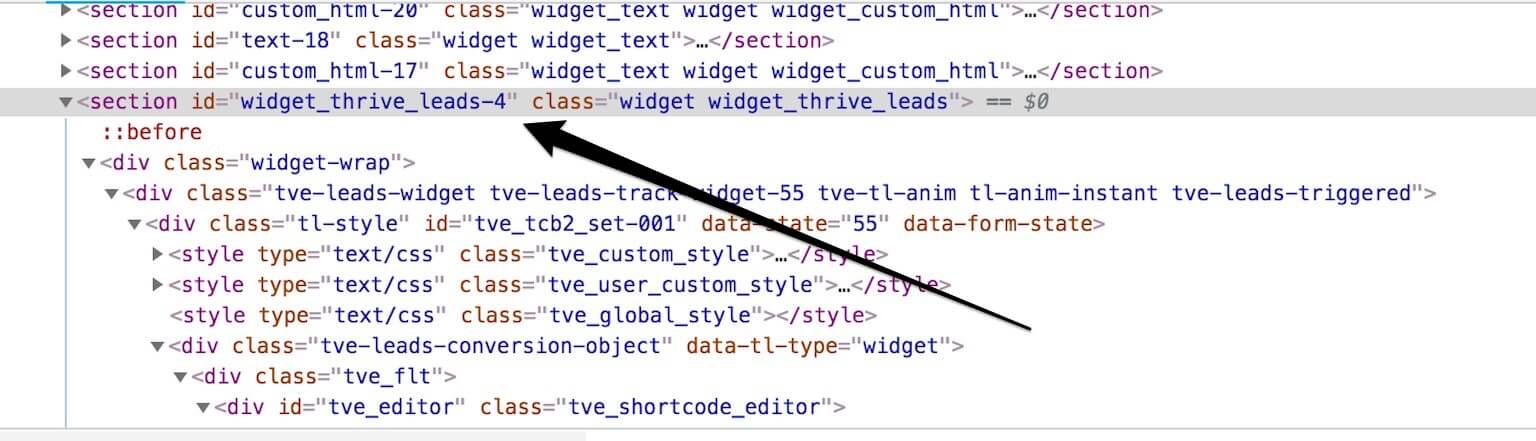 ▶<section id="custom_html-20" class="widget_text widget widget_custom_html">…</section>
▶<section id="text-18" class="widget widget_text">…</section>
▶<section id="custom_html-17" class="widget_text widget widget_custom_html">…</section>
▼<section id="widget_thrive_leads-4" class="widget widget_thrive_leads"> == $0
::before
▼<div class="widget-wrap">
▼<div class="tve-leads-widget tve-leads-track-widget-55 tve-tl-anim tl-anim-instant tve-leads-triggered">
▼<div class="tl-style" id="tve_tcb2_set-001" data-state="55" data-form-state>
▶<style type="text/css" class="tve_custom_style">…</style>
▶<style type="text/css" class="tve_user_custom_style">…</style>
<style type="text/css" class="tve_global_style"></style>
▼<div class="tve-leads-conversion-object" data-tl-type="widget">
▼<div class="tve_flt">
▼<div id="tve_editor" class="tve_shortcode_editor">